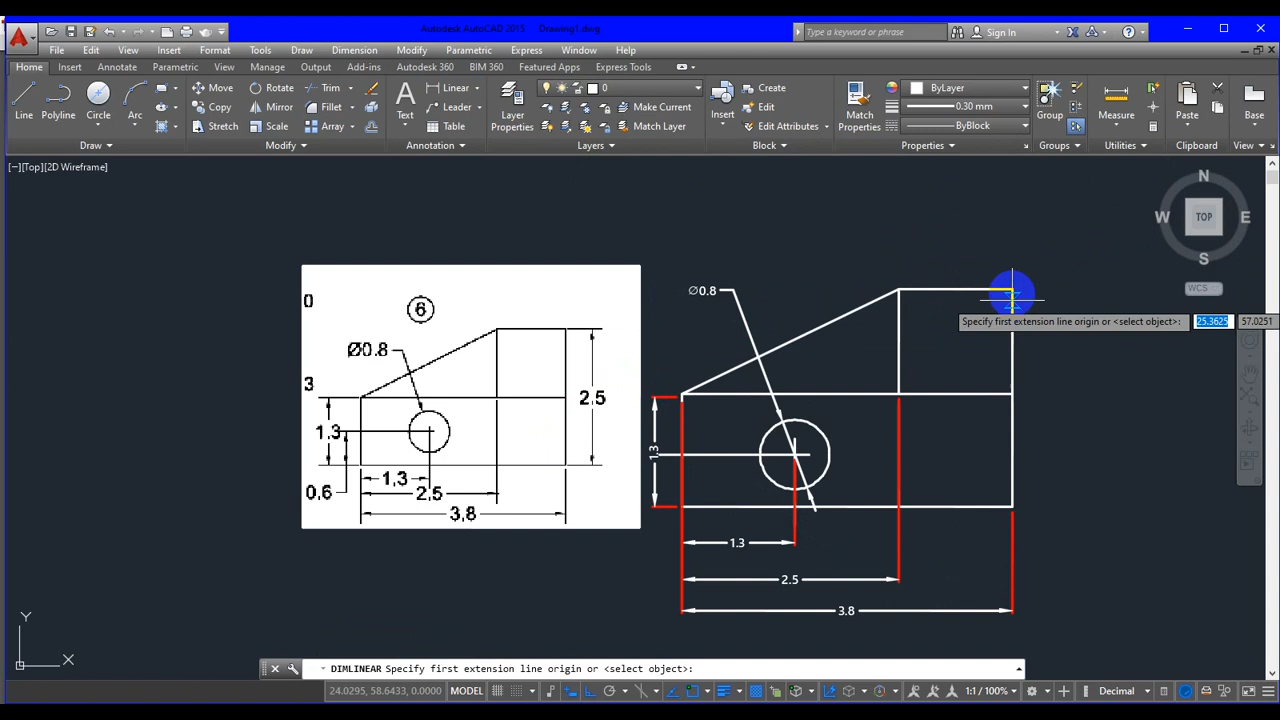 Autodesk AutoCAD 2015 Drawing1.dwg
Type a keyword or phrase
Sign In
File Edit View Insert Format Tools Draw Dimension Modify Parametric Express Window Help
Home Insert Annotate Parametric View Manage Output Add-ins Autodesk 360 BIM 360 Featured Apps Express Tools
Line Polyline Circle Arc
Move Rotate Trim
Copy Mirror Fillet
Stretch Scale Array
Text
Linear
Leader
Table
Layer Properties
0
Make Current
Match Layer
Insert
Create
Edit
Edit Attributes
Match Properties
ByLayer
0.30 mm
ByBlock
Group
Measure
Paste
Base
Draw Modify Annotation Layers Block Properties Groups Utilities Clipboard View
[−][Top][2D Wireframe]
N
W TOP E
S
WCS
0
6
Ø0.8
3
2.5
1.3
1,3
0,6
2,5
3,8
Ø0.8
Specify first extension line origin or <select object>: 25.3625 57.0251
1.3
1.3
2.5
3.8
Y
X
DIMLINEAR Specify first extension line origin or <select object>:
24.0295, 58.6433, 0.0000 MODEL 1:1 / 100% Decimal